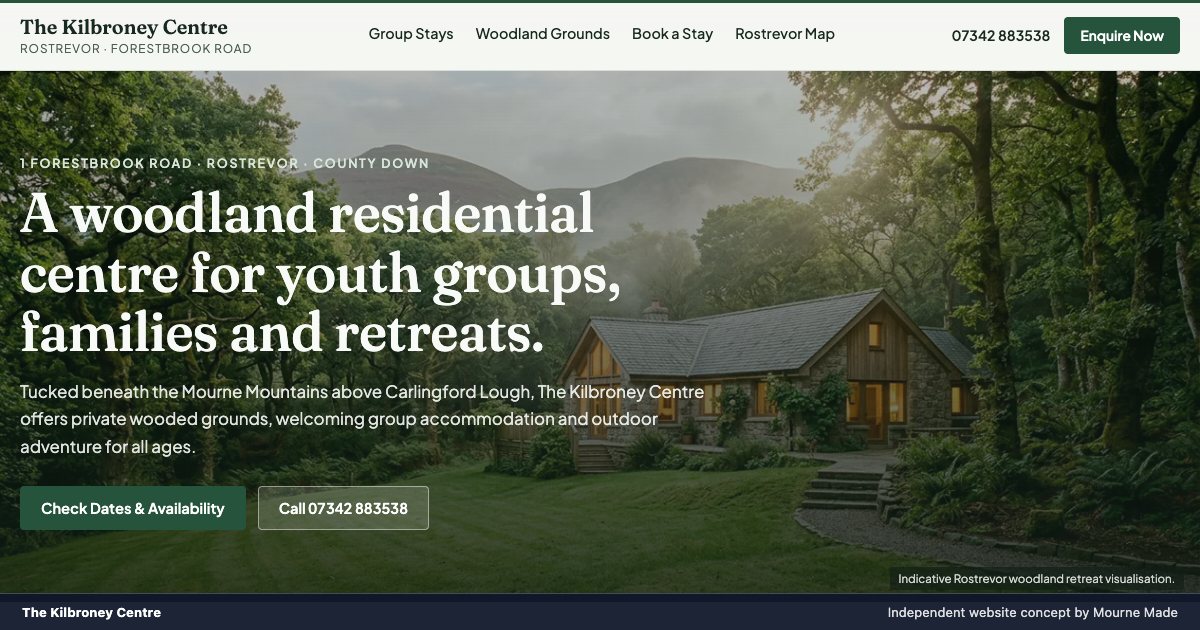 The Kilbroney Centre
ROSTREVOR · FORESTBROOK ROAD
Group Stays
Woodland Grounds
Book a Stay
Rostrevor Map
07342 883538
Enquire Now
1 FORESTBROOK ROAD · ROSTREVOR · COUNTY DOWN
A woodland residential
centre for youth groups,
families and retreats.
Tucked beneath the Mourne Mountains above Carlingford Lough, The Kilbroney Centre
offers private wooded grounds, welcoming group accommodation and outdoor
adventure for all ages.
Check Dates & Availability
Call 07342 883538
Indicative Rostrevor woodland retreat visualisation.
The Kilbroney Centre
Independent website concept by Mourne Made